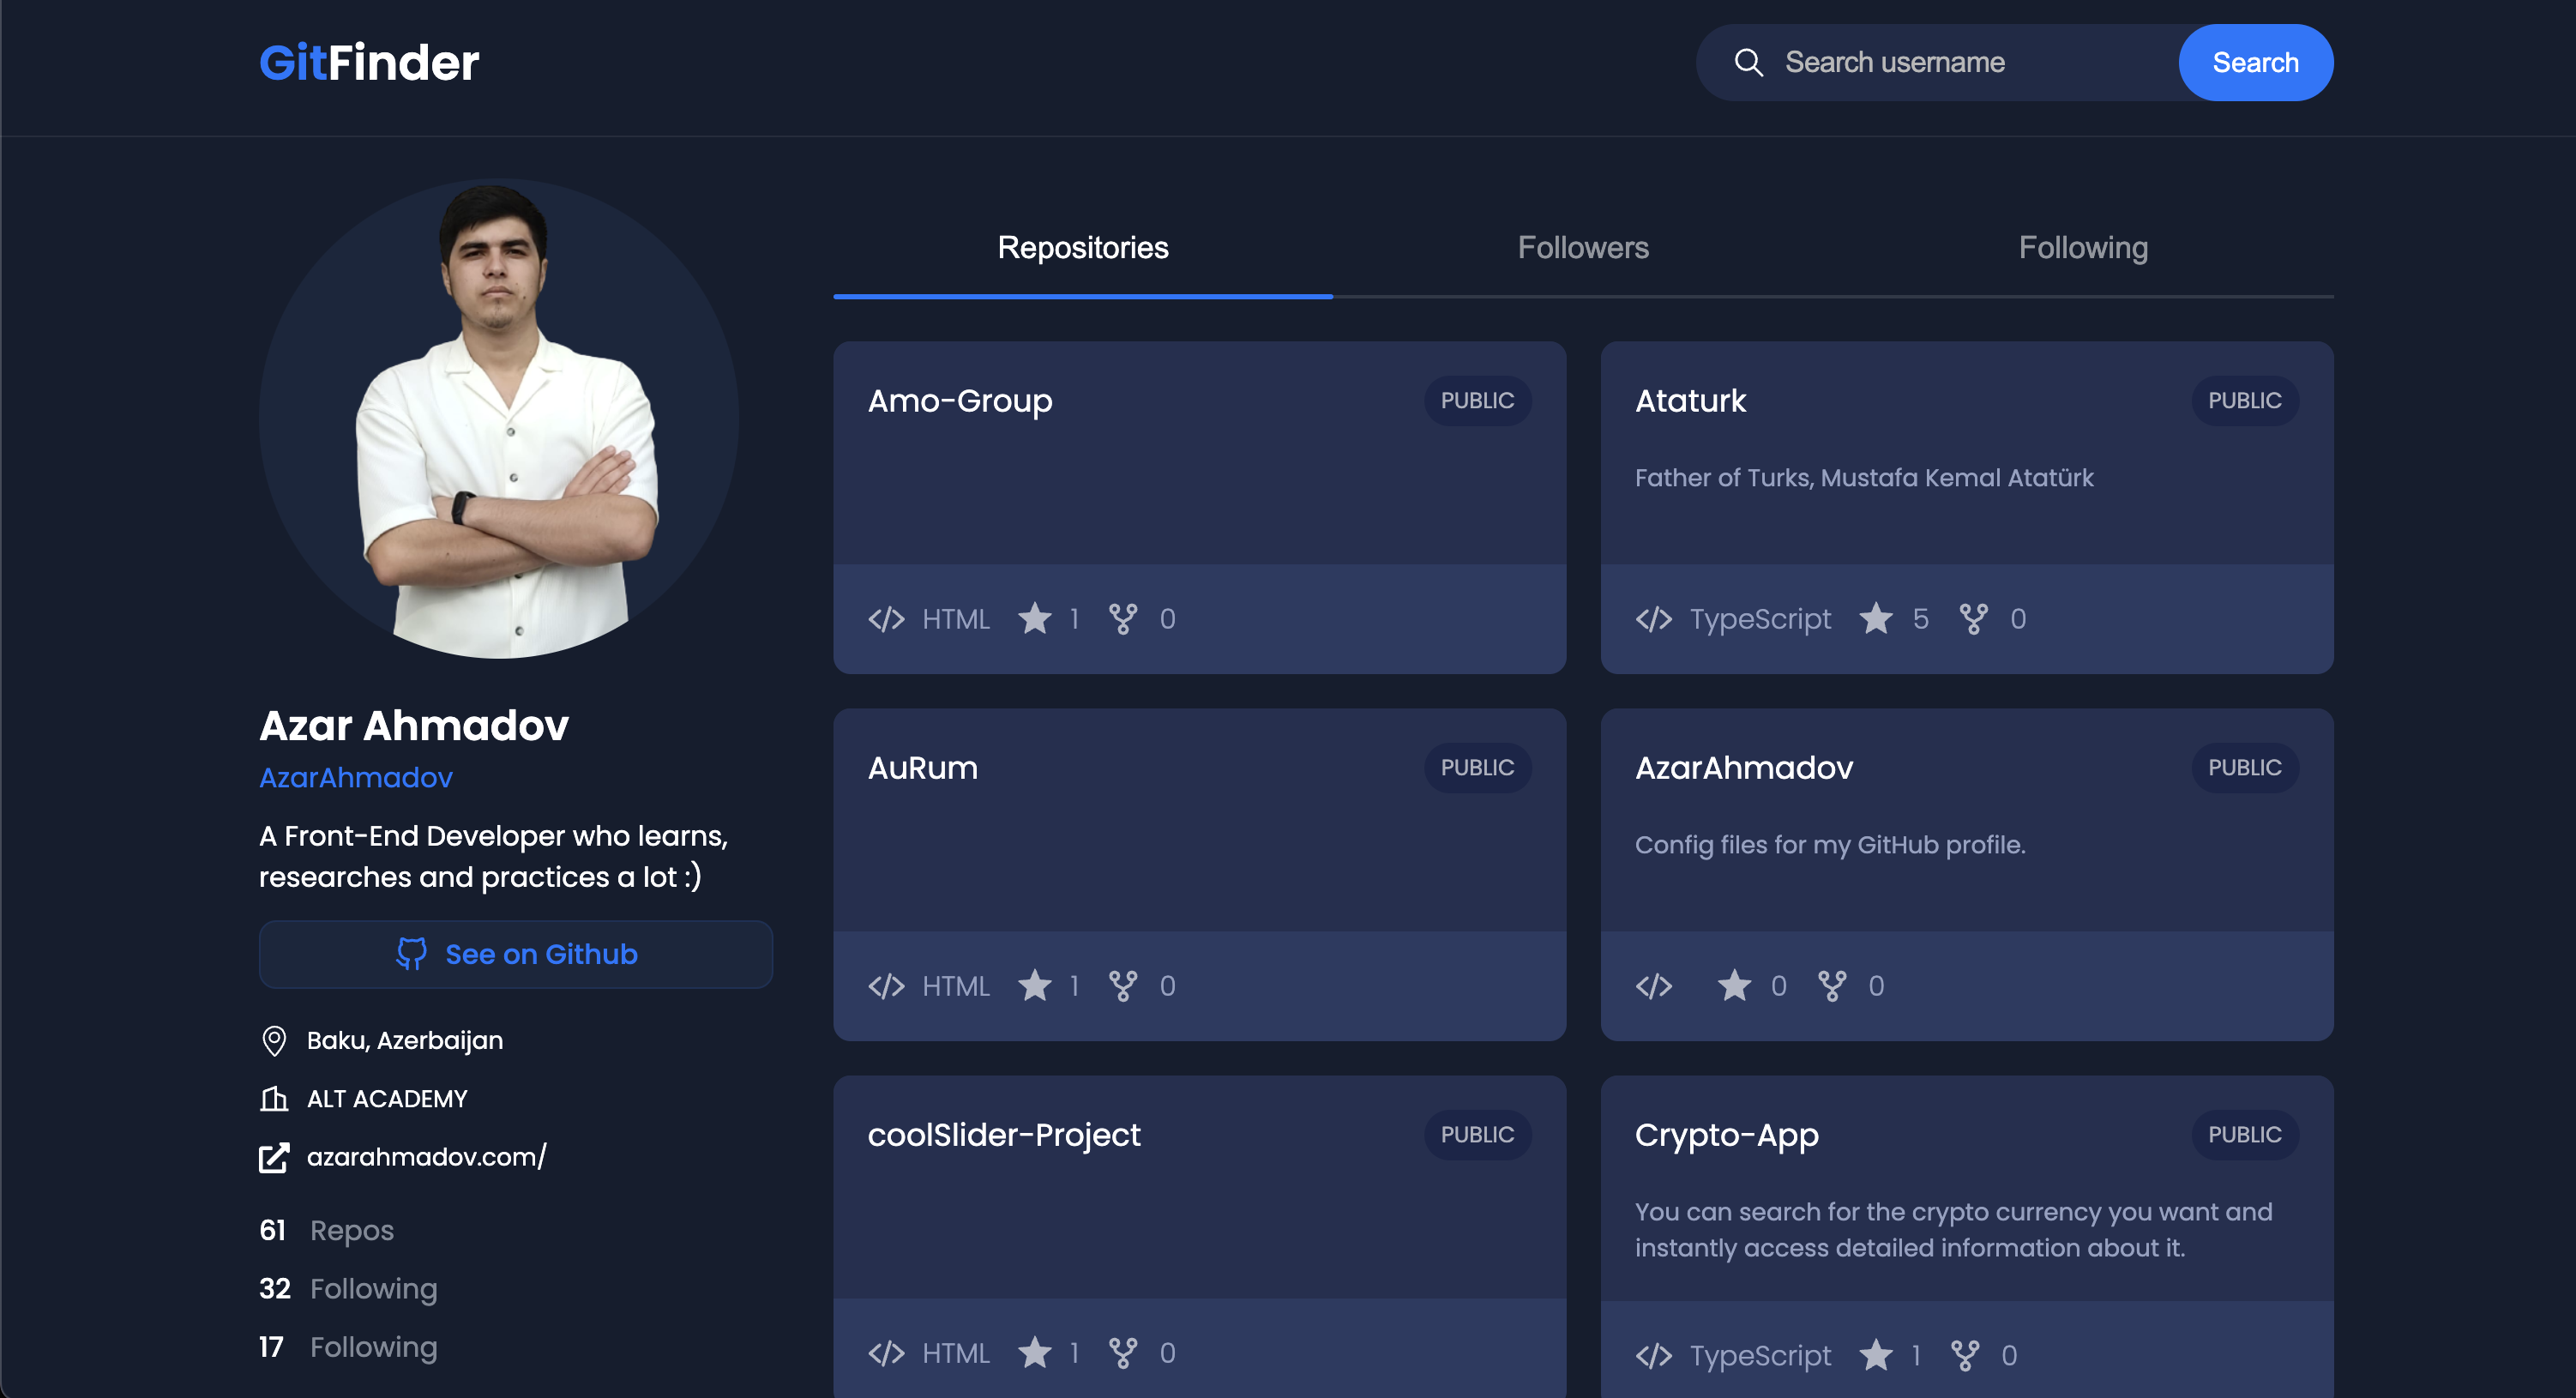 GitFinder
Search username
Search
Azar Ahmadov
AzarAhmadov
A Front-End Developer who learns,
researches and practices a lot :)
See on Github
Baku, Azerbaijan
ALT ACADEMY
azarahmadov.com/
61 Repos
32 Following
17 Following
Repositories
Followers
Following
Amo-Group
PUBLIC
HTML 1 0
Ataturk
PUBLIC
Father of Turks, Mustafa Kemal Atatürk
TypeScript 5 0
AuRum
PUBLIC
HTML 1 0
AzarAhmadov
PUBLIC
Config files for my GitHub profile.
0 0
coolSlider-Project
PUBLIC
HTML 1 0
Crypto-App
PUBLIC
You can search for the crypto currency you want and
instantly access detailed information about it.
TypeScript 1 0